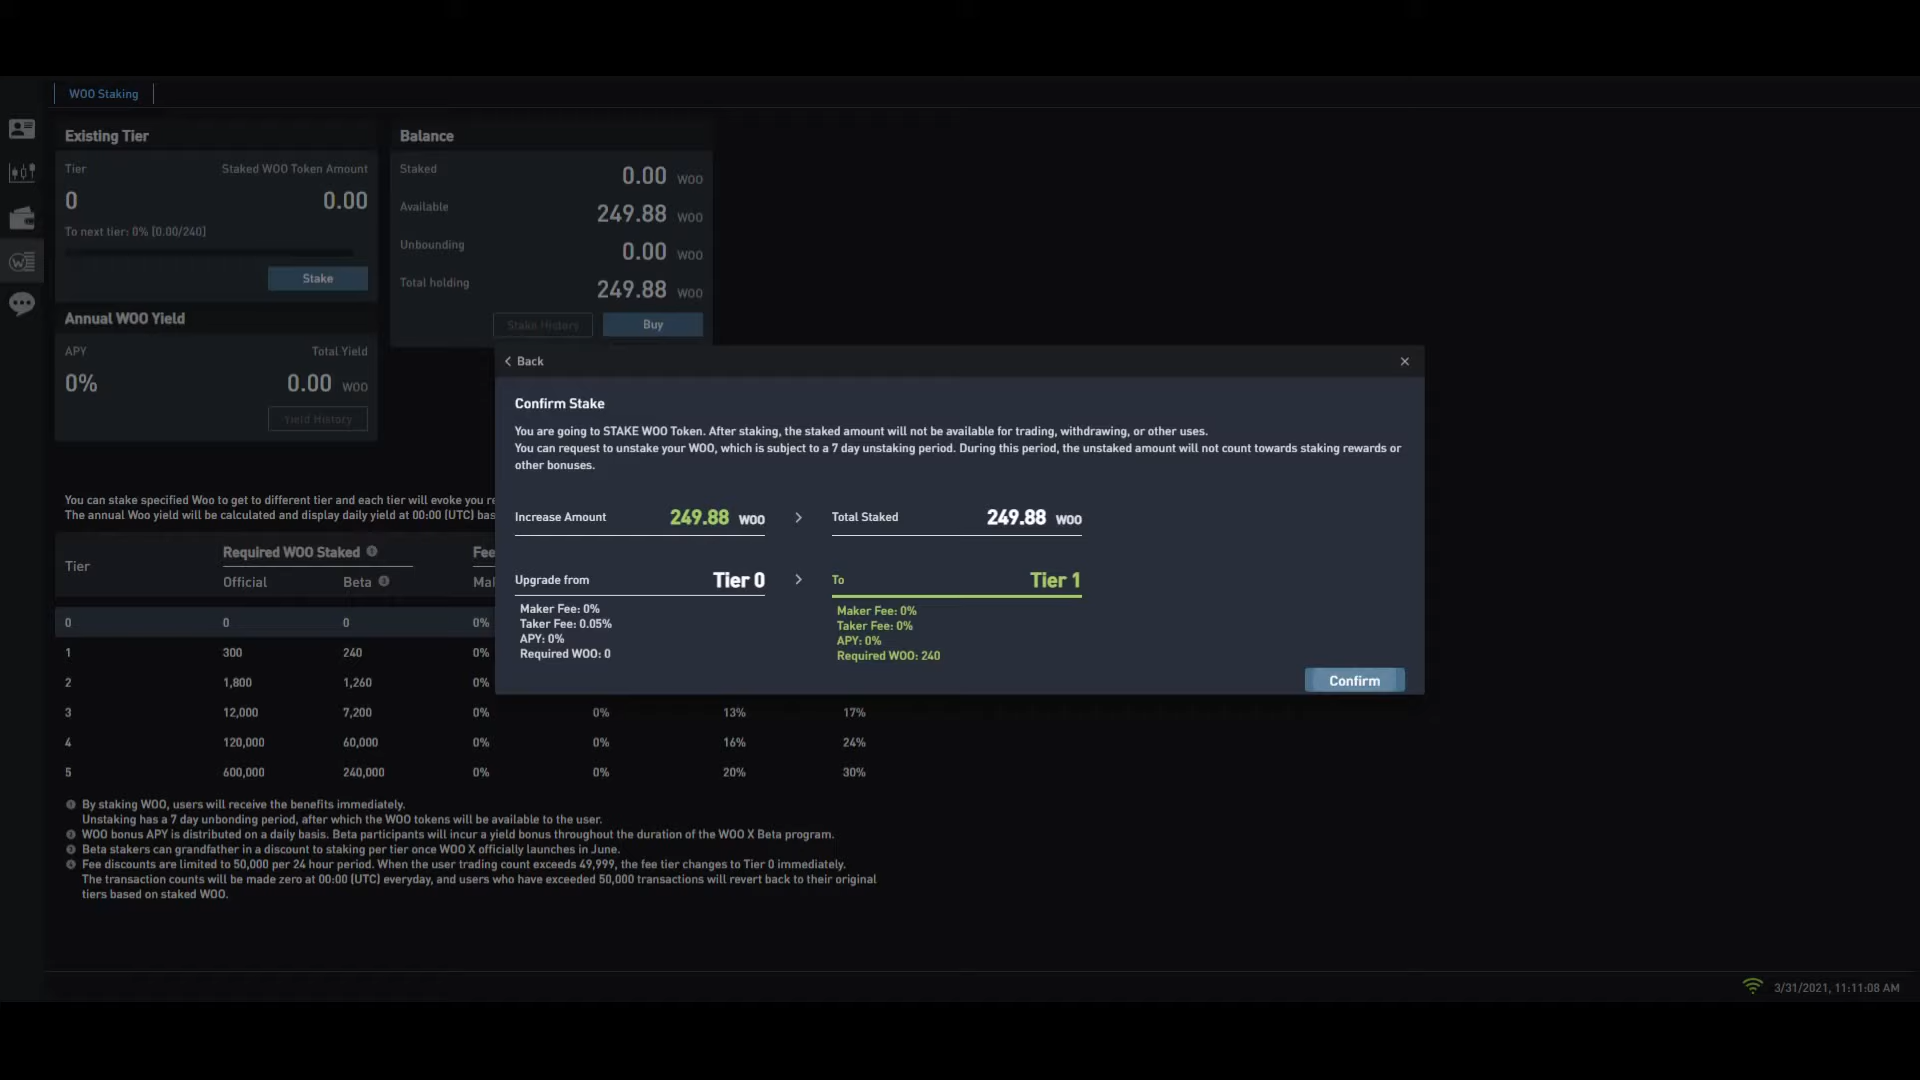 WOO Staking
Existing Tier
Tier
Staked WOO Token Amount
0
0.00
To next tier: 0% [0.00/240]
Stake
Balance
Staked
0.00 WOO
Available
249.88 WOO
Unbounding
0.00 WOO
Total holding
249.88 WOO
Stake History
Buy
Annual WOO Yield
APY
Total Yield
0%
0.00 WOO
Yield History
Back
Confirm Stake
You are going to STAKE WOO Token. After staking, the staked amount will not be available for trading, withdrawing, or other uses.
You can request to unstake your WOO, which is subject to a 7 day unstaking period. During this period, the unstaked amount will not count towards staking rewards or
other bonuses.
Increase Amount 249.88 WOO > Total Staked 249.88 WOO
Upgrade from Tier 0 > To Tier 1
Maker Fee: 0%
Taker Fee: 0.05%
APY: 0%
Required WOO: 0
Maker Fee: 0%
Taker Fee: 0%
APY: 0%
Required WOO: 240
Confirm
You can stake specified Woo to get to different tier and each tier will evoke you
The annual Woo yield will be calculated and display daily yield at 00:00 (UTC)
Tier
Required WOO Staked
Official Beta
0 0 0 0%
1 300 240 0%
2 1,800 1,260 0%
3 12,000 7,200 0% 0% 13% 17%
4 120,000 60,000 0% 0% 16% 24%
5 600,000 240,000 0% 0% 20% 30%
By staking WOO, users will receive the benefits immediately.
Unstaking has a 7 day unbonding period, after which the WOO tokens will be available to the user.
WOO bonus APY is distributed on a daily basis. Beta participants will incur a yield bonus throughout the duration of the WOO X Beta program.
Beta stakers can grandfather in a discount to staking per tier once WOO X officially launches in June.
Fee discounts are limited to 50,000 per 24 hour period. When the user trading count exceeds 49,999, the fee tier changes to Tier 0 immediately.
The transaction counts will be made zero at 00:00 (UTC) everyday, and users who have exceeded 50,000 transactions will revert back to their original
tiers based on staked WOO.
3/31/2021, 11:11:08 AM